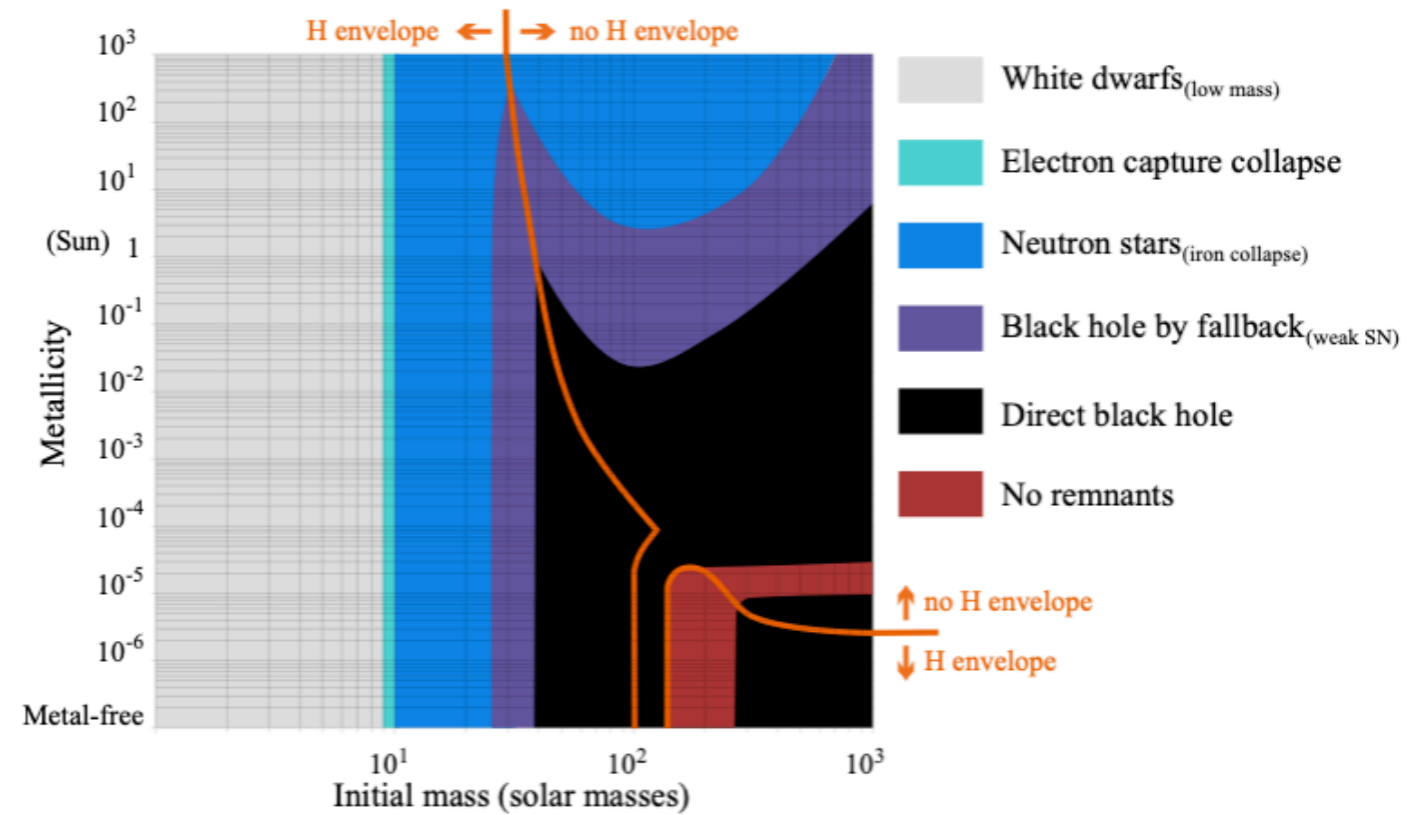 H envelope ← → no H envelope
10³
10²
10¹
(Sun) 1
10⁻¹
10⁻²
10⁻³
10⁻⁴
10⁻⁵
10⁻⁶
Metal-free
Metallicity
10¹ 10² 10³
Initial mass (solar masses)
White dwarfs(low mass)
Electron capture collapse
Neutron stars(iron collapse)
Black hole by fallback(weak SN)
Direct black hole
No remnants
↑ no H envelope
↓ H envelope